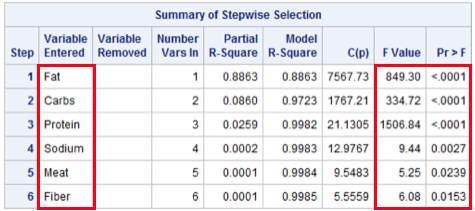 Summary of Stepwise Selection
Step Variable Entered Variable Removed Number Vars In Partial R-Square Model R-Square C(p) F Value Pr > F
1 Fat 1 0.8863 0.8863 7567.73 849.30 <.0001
2 Carbs 2 0.0860 0.9723 1767.21 334.72 <.0001
3 Protein 3 0.0259 0.9982 21.1305 1506.84 <.0001
4 Sodium 4 0.0002 0.9983 12.9767 9.44 0.0027
5 Meat 5 0.0001 0.9984 9.5483 5.25 0.0239
6 Fiber 6 0.0001 0.9985 5.5559 6.08 0.0153